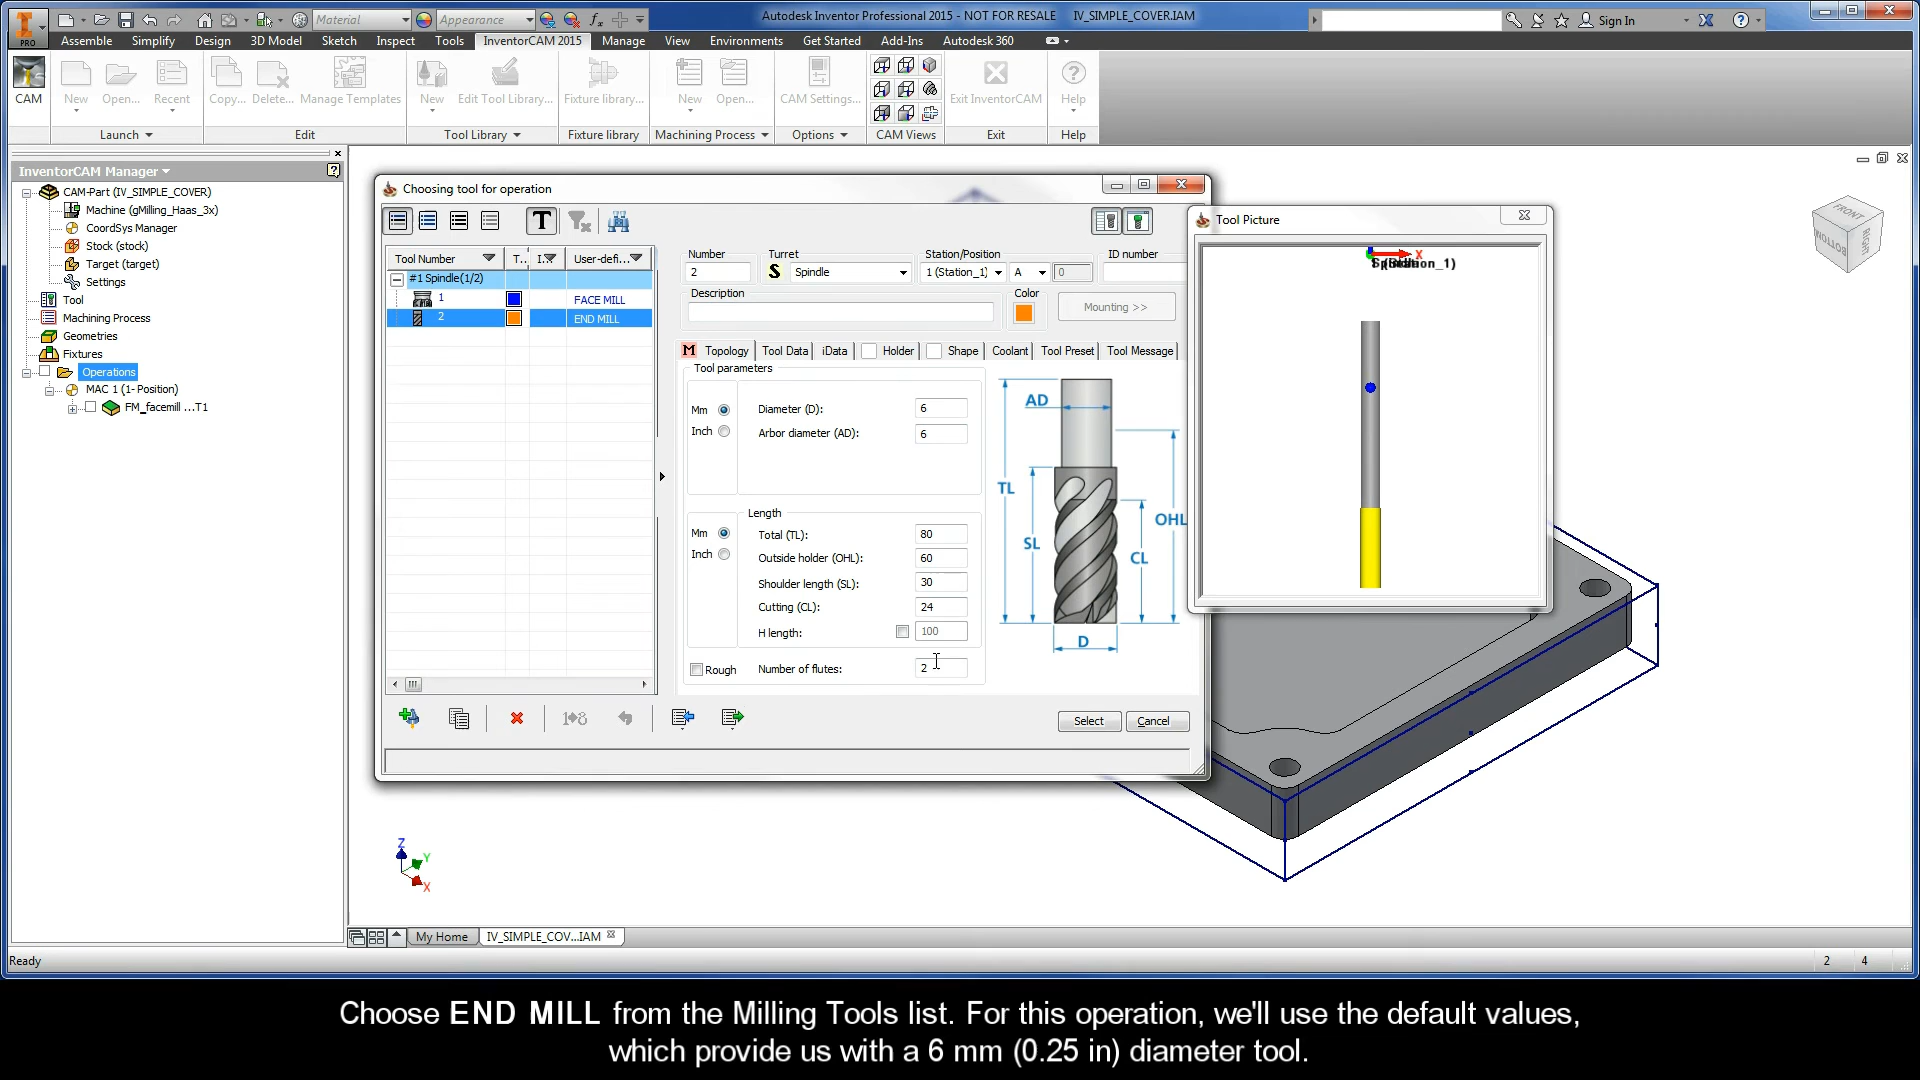 Material
Appearance
Autodesk Inventor Professional 2015 - NOT FOR RESALE IV_SIMPLE_COVER.IAM
Sign In
PRO
Assemble Simplify Design 3D Model Sketch Inspect Tools InventorCAM 2015 Manage View Environments Get Started Add-Ins Autodesk 360
CAM New Open... Recent Copy... Delete... Manage Templates New Edit Tool Library... Fixture library... New Open... CAM Settings... Exit InventorCAM Help
Launch Edit Tool Library Fixture library Machining Process Options CAM Views Exit Help
InventorCAM Manager
CAM-Part (IV_SIMPLE_COVER)
Machine (gMilling_Haas_3x)
CoordSys Manager
Stock (stock)
Target (target)
Settings
Tool
Machining Process
Geometries
Fixtures
Operations
MAC 1 (1- Position)
FM_facemill ...T1
Choosing tool for operation
T
Tool Number T.. I.. User-defi...
#1 Spindle(1/2)
1 FACE MILL
2 END MILL
Number Turret Station/Position ID number
2 S Spindle 1 (Station_1) A 0
Description Color
Mounting >>
M Topology Tool Data iData Holder Shape Coolant Tool Preset Tool Message
Tool parameters
Mm Diameter (D): 6
Inch Arbor diameter (AD): 6
Length
Mm Total (TL): 80
Inch Outside holder (OHL): 60
Shoulder length (SL): 30
Cutting (CL): 24
H length: 100
Rough Number of flutes: 2
AD
TL
OHL
SL
CL
D
Select Cancel
Tool Picture
X
FRONT
RIGHT
BOTTOM
Z
Y
X
My Home IV_SIMPLE_COV...IAM
Ready 2 4
Choose END MILL from the Milling Tools list. For this operation, we'll use the default values,
which provide us with a 6 mm (0.25 in) diameter tool.